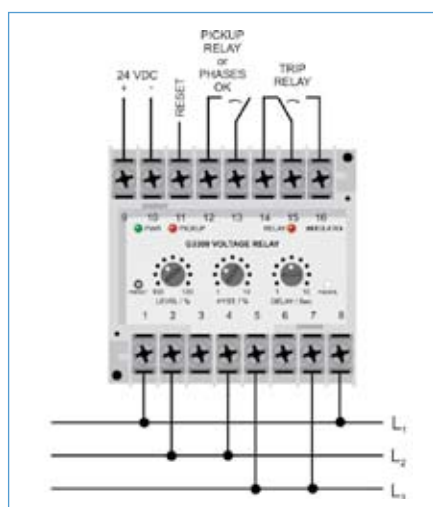 PICKUP
RELAY
or
PHASES
OK
TRIP
RELAY
24 VDC
+ -
RESET
9 10 11 12 13 14 15 16
PWR PICKUP RELAY
VOLTAGE RELAY
LEVEL / % HYST / % DELAY / Sec
1 2 3 4 5 6 7 8
L1
L2
L3